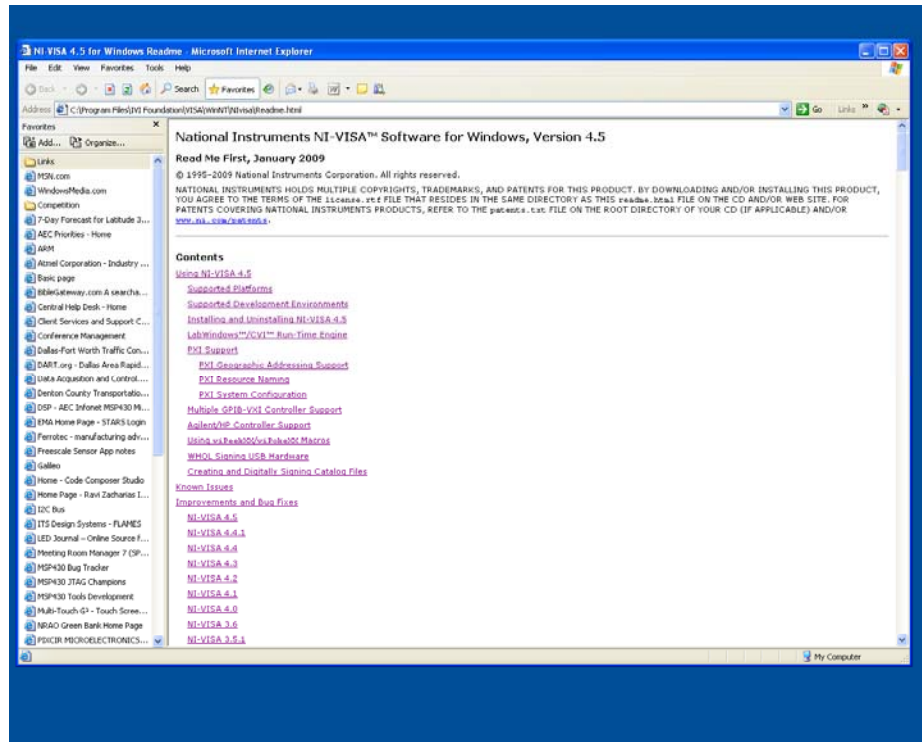 NI-VISA 4.5 for Windows Readme - Microsoft Internet Explorer
File Edit View Favorites Tools Help
Back Search Favorites
Address C:\Program Files\IVI Foundation\VISA\WinNT\NIvisa\Readme.html Go Links »
Favorites x
Add... Organize...
Links
MSN.com
WindowsMedia.com
Competition
7-Day Forecast for Latitude 3...
AEC Priorities - Home
ARM
Atmel Corporation - Industry ...
Basic page
BibleGateway.com A searcha...
Central Help Desk - Home
Client Services and Support C...
Conference Management
Dallas-Fort Worth Traffic Con...
DART.org - Dallas Area Rapid...
Data Acquisition and Control....
Denton County Transportatio...
DSP - AEC Infonet MSP430 Mi...
EMA Home Page - STARS Login
Ferrotec - manufacturing adv...
Freescale Sensor App notes
Galileo
Home - Code Composer Studio
Home Page - Ravi Zacharias I...
I2C Bus
ITS Design Systems - FLAMES
LED Journal -- Online Source f...
Meeting Room Manager 7 (SP...
MSP430 Bug Tracker
MSP430 JTAG Champions
MSP430 Tools Development
Multi-Touch G² - Touch Scree...
NRAO Green Bank Home Page
PIXCIR MICROELECTRONICS...
National Instruments NI-VISA™ Software for Windows, Version 4.5
Read Me First, January 2009
© 1995–2009 National Instruments Corporation. All rights reserved.
NATIONAL INSTRUMENTS HOLDS MULTIPLE COPYRIGHTS, TRADEMARKS, AND PATENTS FOR THIS PRODUCT. BY DOWNLOADING AND/OR INSTALLING THIS PRODUCT,
YOU AGREE TO THE TERMS OF THE license.rtf FILE THAT RESIDES IN THE SAME DIRECTORY AS THIS readme.html FILE ON THE CD AND/OR WEB SITE. FOR
PATENTS COVERING NATIONAL INSTRUMENTS PRODUCTS, REFER TO THE patents.txt FILE ON THE ROOT DIRECTORY OF YOUR CD (IF APPLICABLE) AND/OR
www.ni.com/patents.
Contents
Using NI-VISA 4.5
Supported Platforms
Supported Development Environments
Installing and Uninstalling NI-VISA 4.5
LabWindows™/CVI™ Run-Time Engine
PXI Support
PXI Geographic Addressing Support
PXI Resource Naming
PXI System Configuration
Multiple GPIB-VXI Controller Support
Agilent/HP Controller Support
Using viPeekXX/viPokeXX Macros
WHQL Signing USB Hardware
Creating and Digitally Signing Catalog Files
Known Issues
Improvements and Bug Fixes
NI-VISA 4.5
NI-VISA 4.4.1
NI-VISA 4.4
NI-VISA 4.3
NI-VISA 4.2
NI-VISA 4.1
NI-VISA 4.0
NI-VISA 3.6
NI-VISA 3.5.1
My Computer